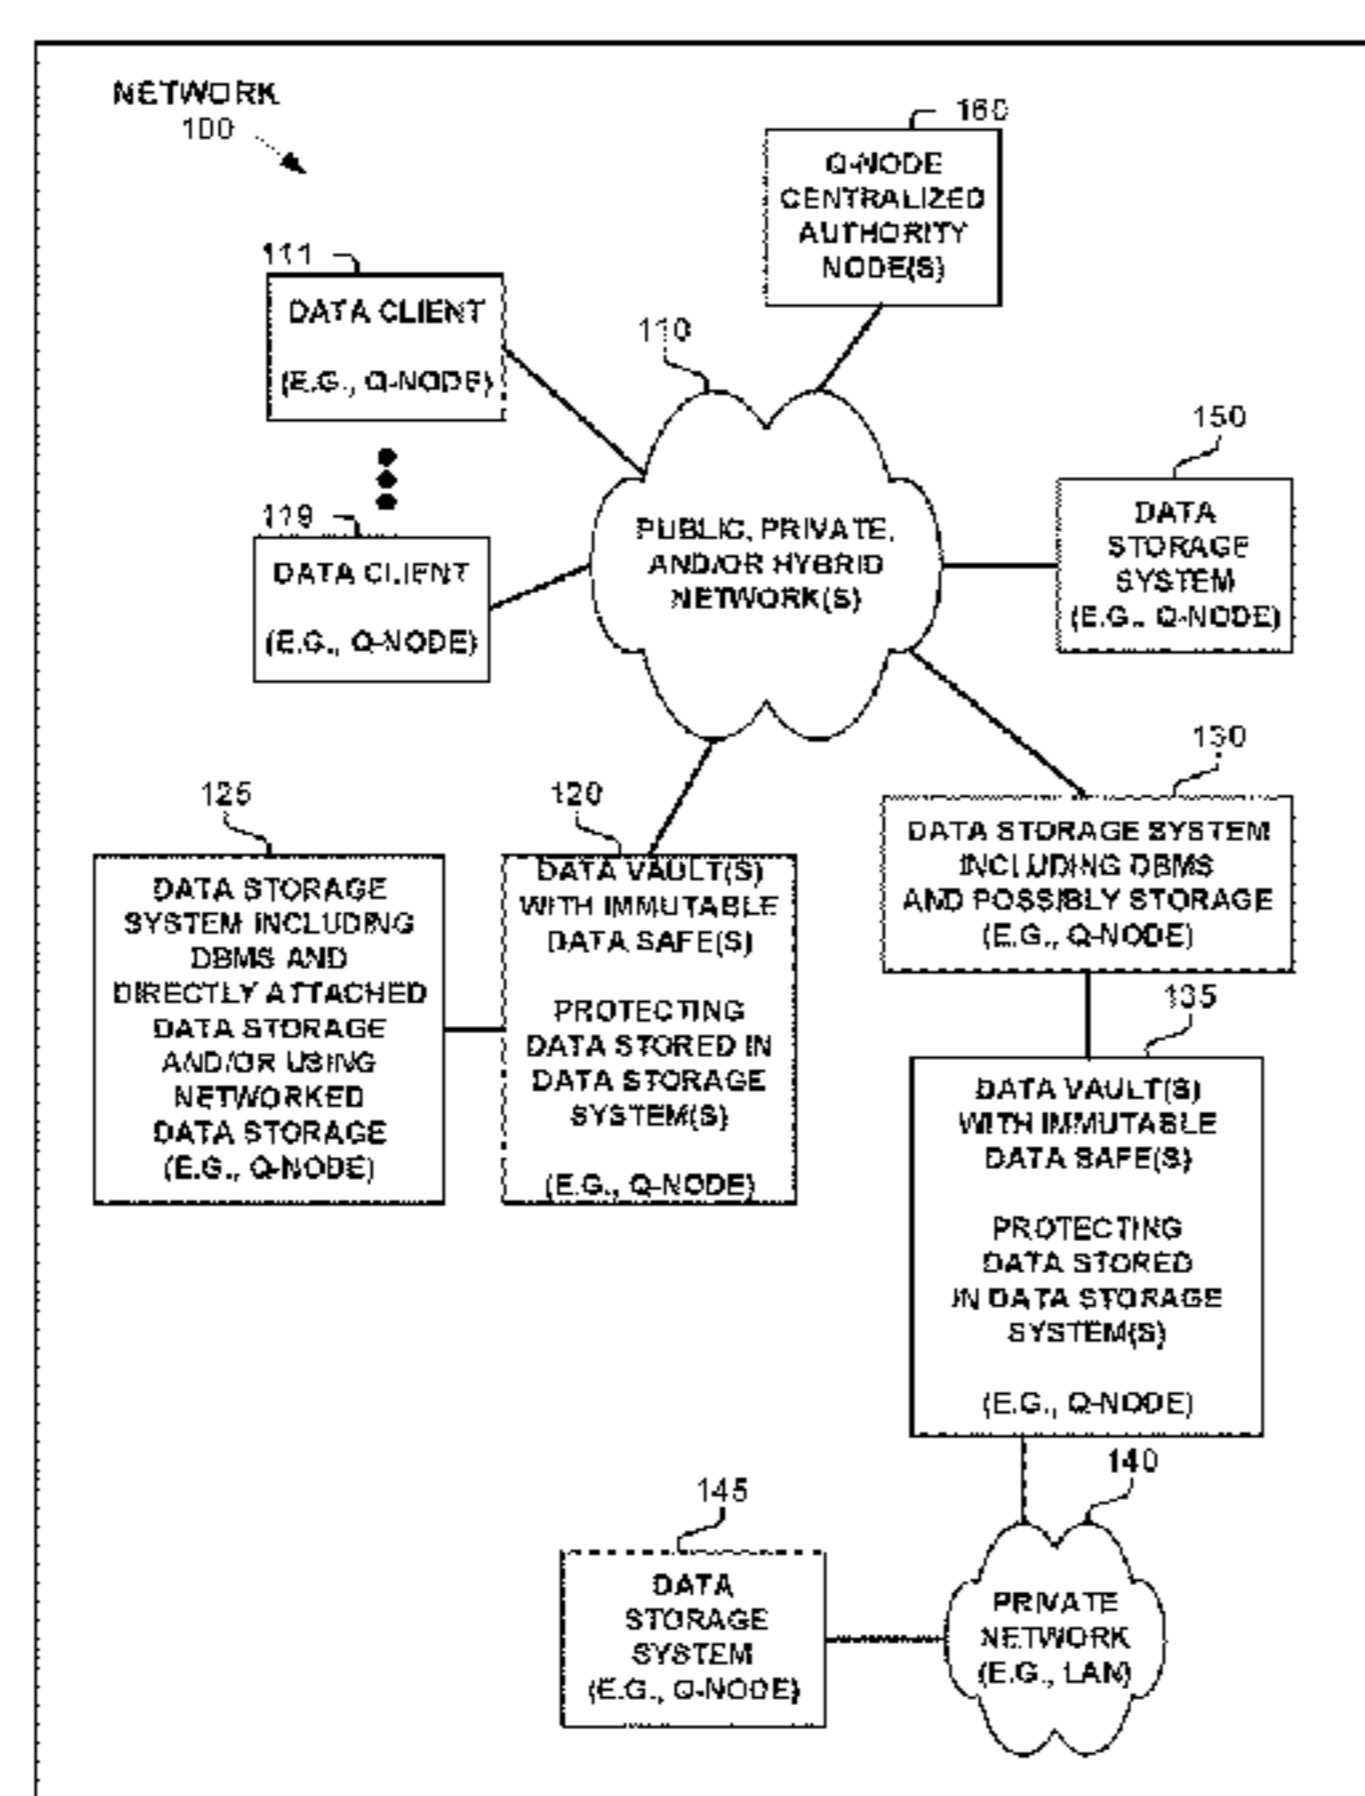 NETWORK
100
160
Q-NODE
CENTRALIZED
AUTHORITY
NODE(S)
111
DATA CLIENT
(E.G., Q-NODE)
110
150
DATA
STORAGE
SYSTEM
(E.G., Q-NODE)
119
DATA CLIENT
(E.G., Q-NODE)
PUBLIC, PRIVATE,
AND/OR HYBRID
NETWORK(S)
130
DATA STORAGE SYSTEM
INCLUDING DBMS
AND POSSIBLY STORAGE
(E.G., Q-NODE)
125
DATA STORAGE
SYSTEM INCLUDING
DBMS AND
DIRECTLY ATTACHED
DATA STORAGE
AND/OR USING
NETWORKED
DATA STORAGE
(E.G., Q-NODE)
120
DATA VAULT(S)
WITH IMMUTABLE
DATA SAFE(S)
PROTECTING
DATA STORED IN
DATA STORAGE
SYSTEM(S)
(E.G., Q-NODE)
135
DATA VAULT(S)
WITH IMMUTABLE
DATA SAFE(S)
PROTECTING
DATA STORED
IN DATA STORAGE
SYSTEM(S)
(E.G., Q-NODE)
145
DATA
STORAGE
SYSTEM
(E.G., Q-NODE)
140
PRIVATE
NETWORK
(E.G., LAN)